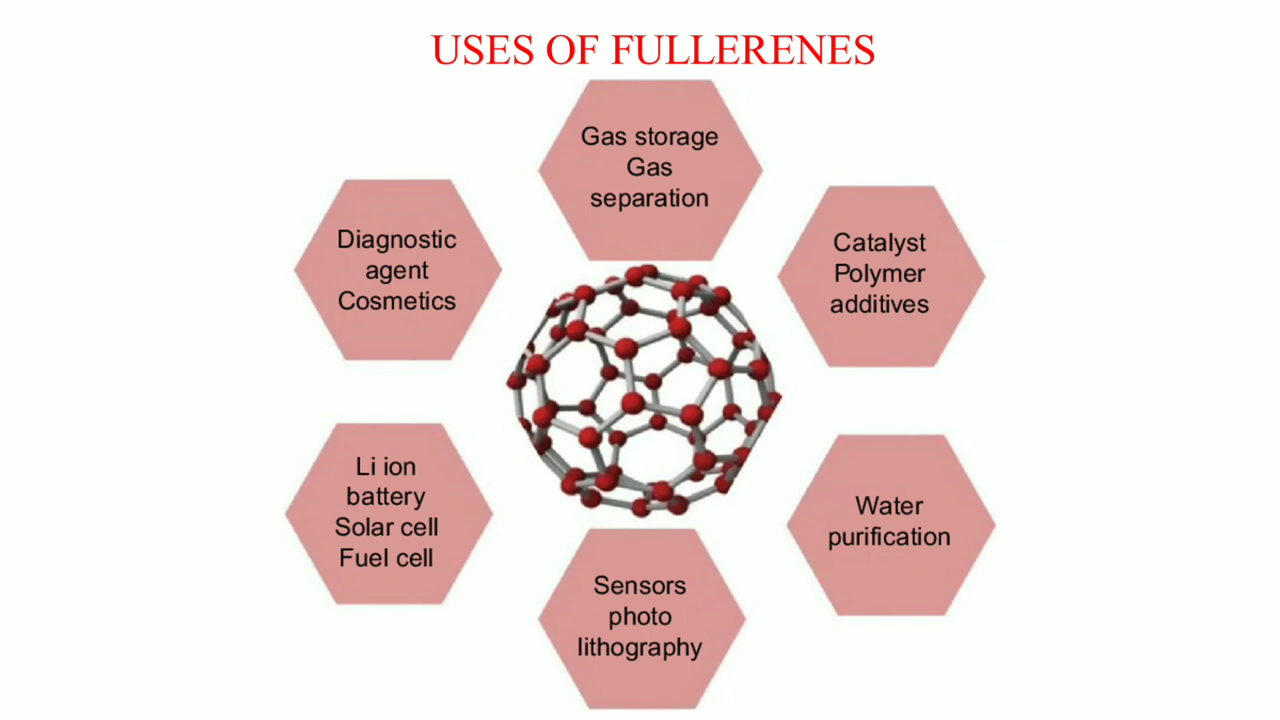 USES OF FULLERENES
Gas storage
Gas
separation
Diagnostic
agent
Cosmetics
Catalyst
Polymer
additives
Li ion
battery
Solar cell
Fuel cell
Water
purification
Sensors
photo
lithography